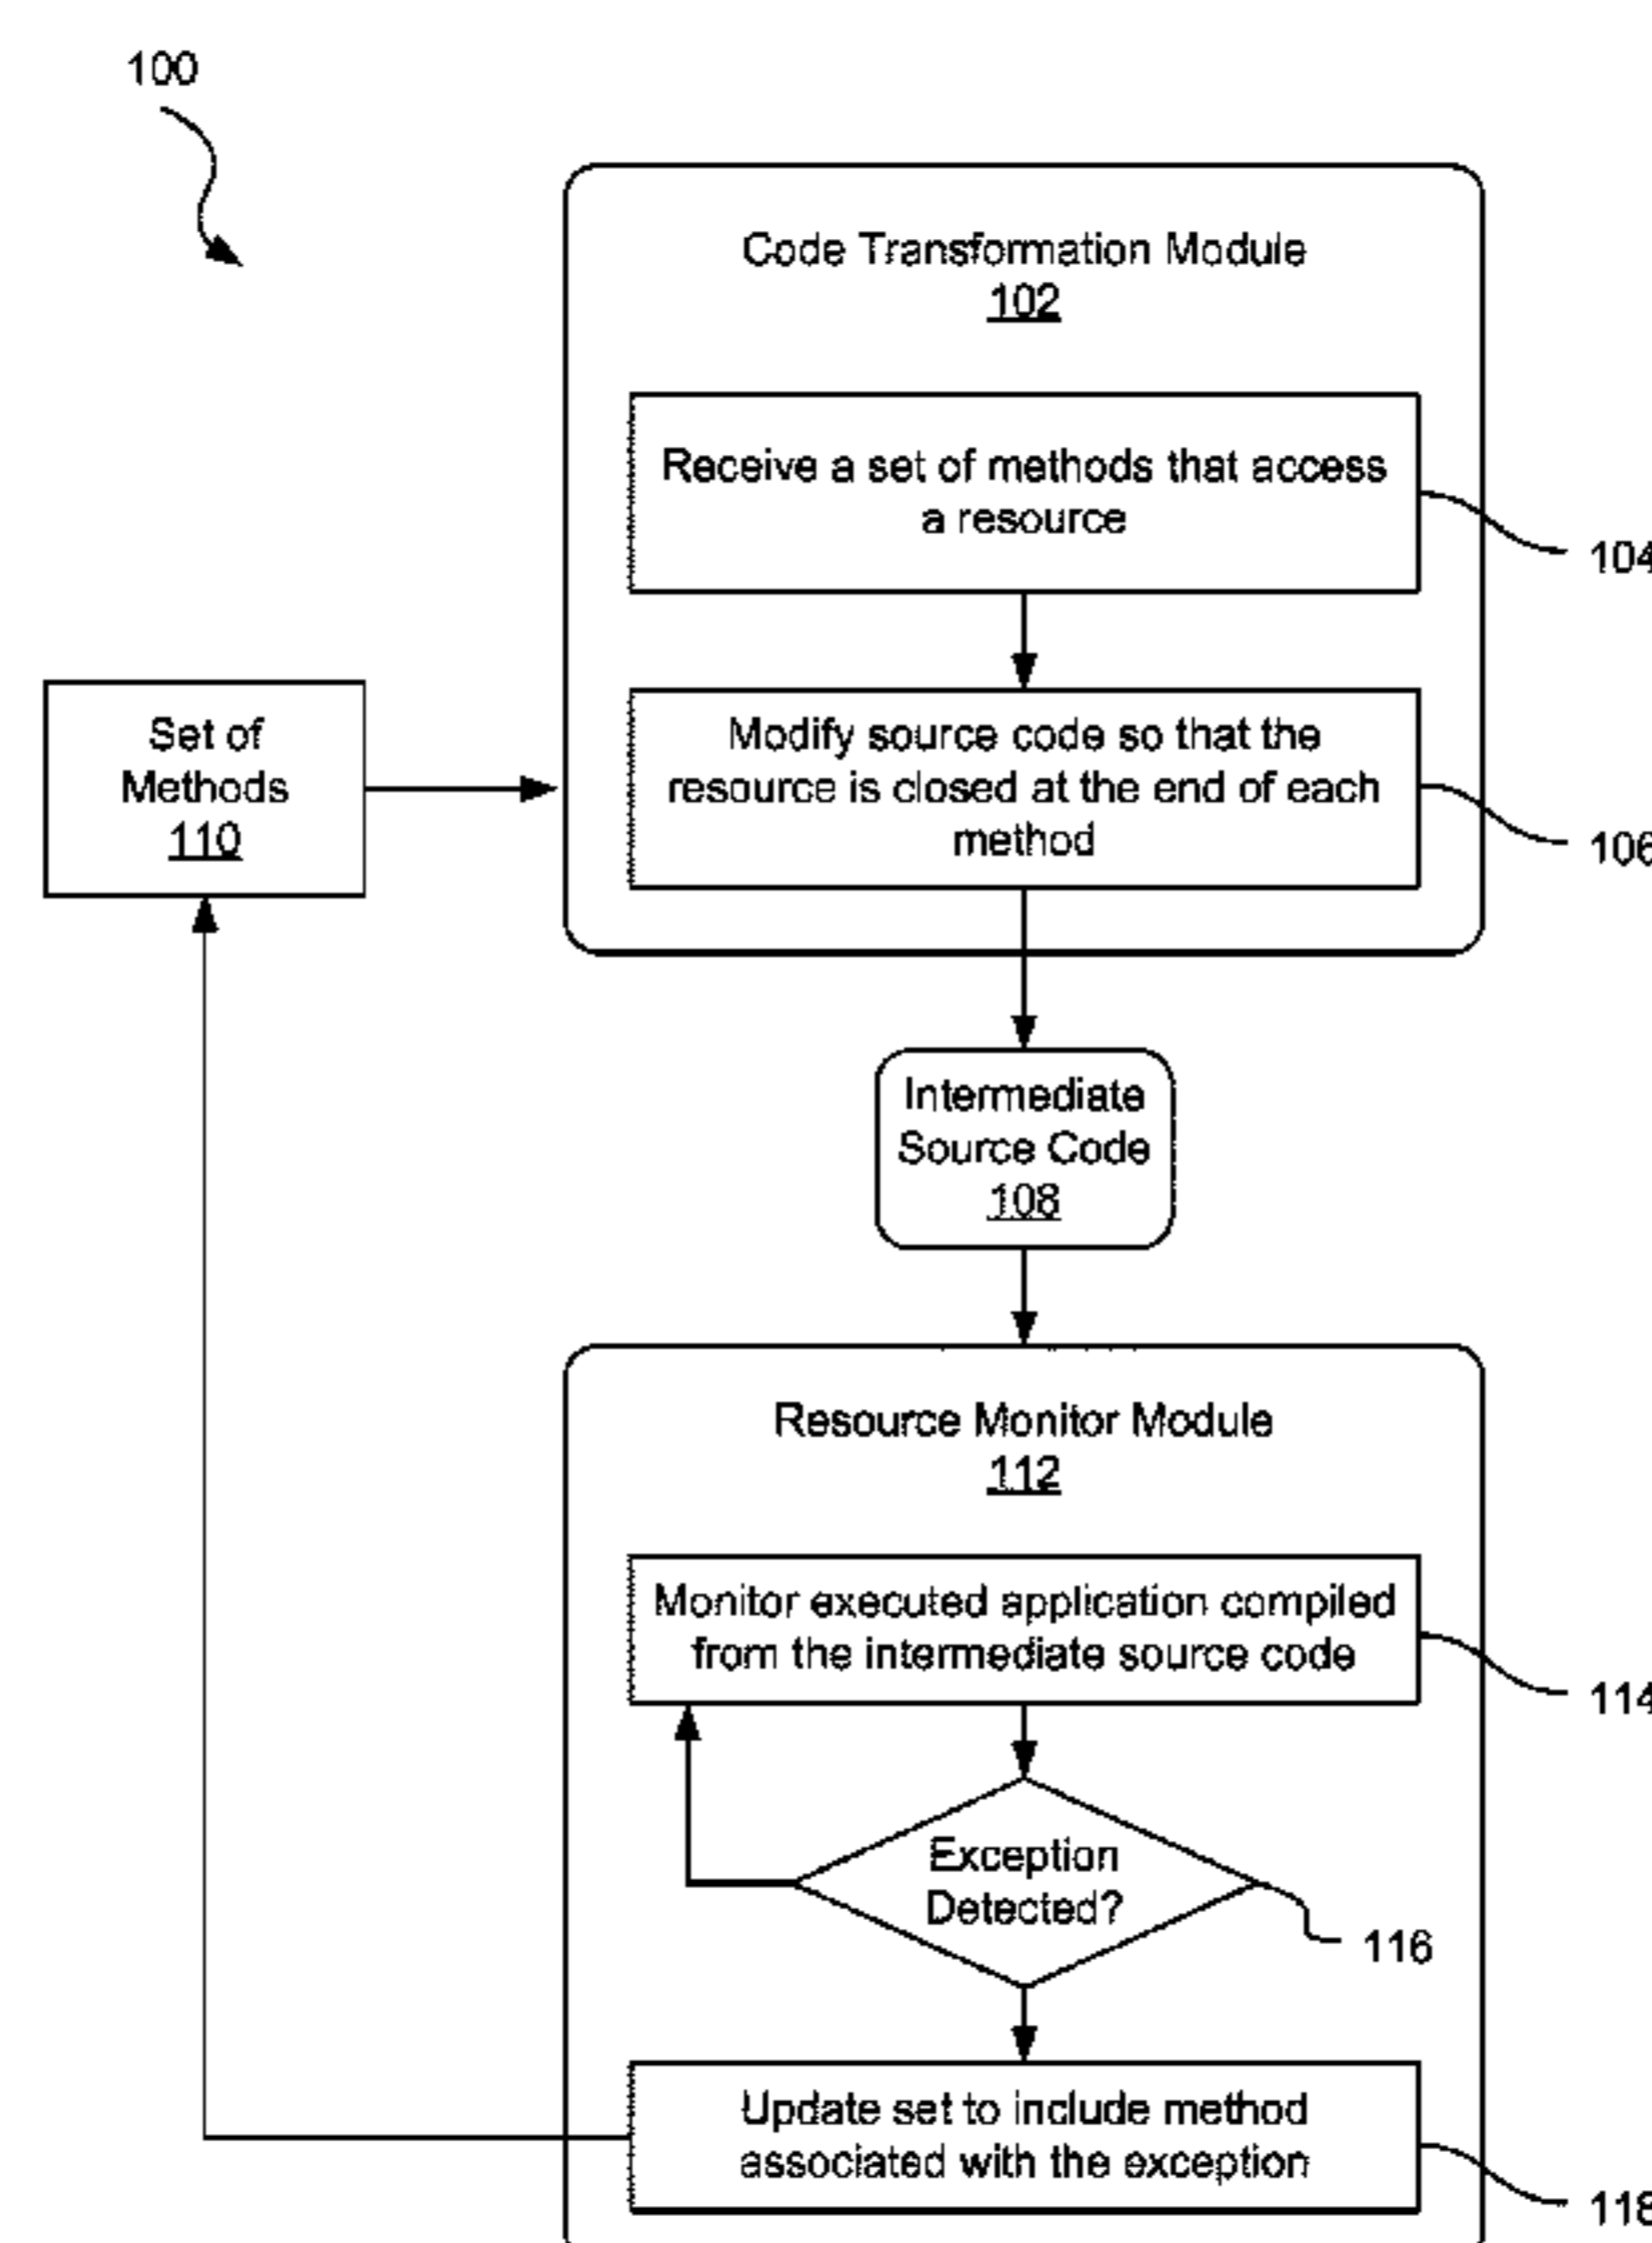 100
Code Transformation Module
102
Receive a set of methods that access
a resource
104
Set of
Methods
110
Modify source code so that the
resource is closed at the end of each
method
106
Intermediate
Source Code
108
Resource Monitor Module
112
Monitor executed application compiled
from the intermediate source code
114
Exception
Detected?
116
Update set to include method
associated with the exception
118